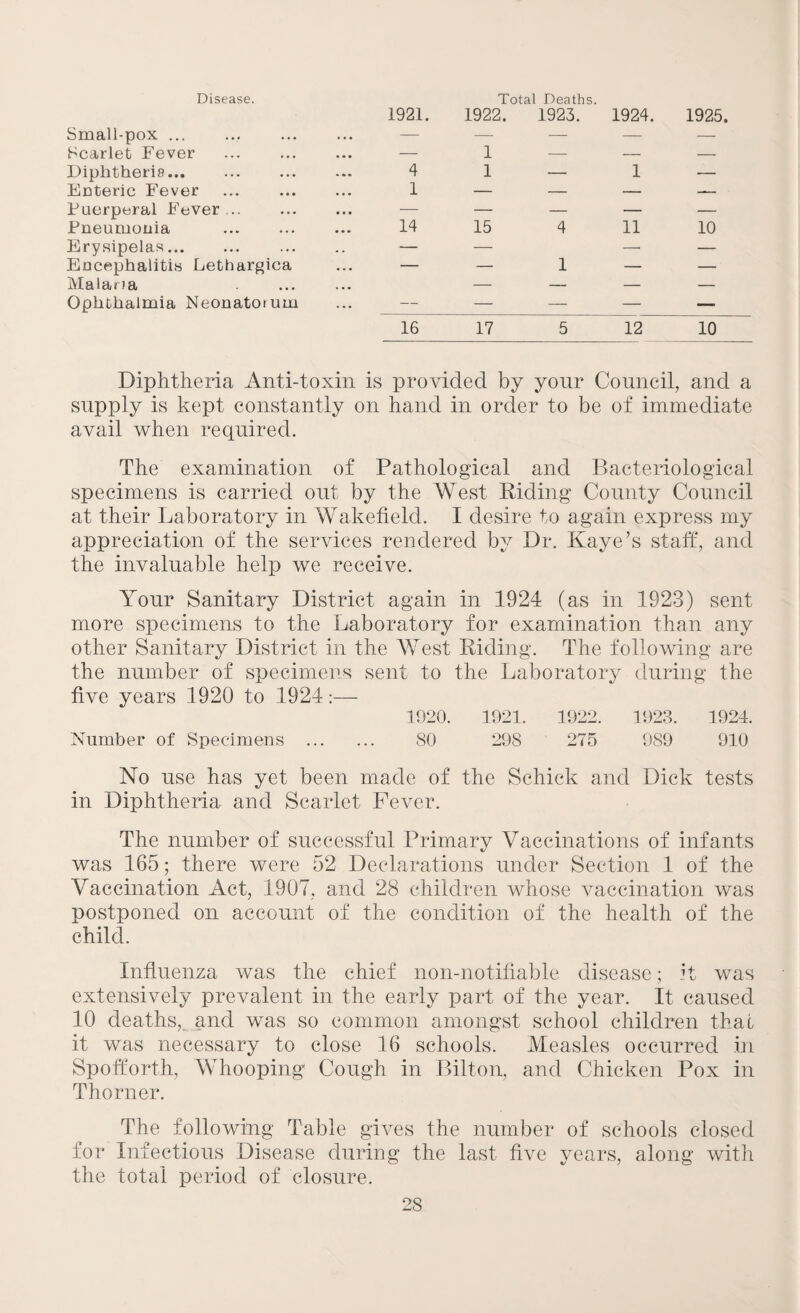 Disease. Total Deaths.
1921. 1922. 1923. 1924. 1925.
Small-pox ... ... ... ... — — — — —
Scarlet Fever ... ... ... — 1 — — —
Diphtheria... ... ... ... 4 1 — 1 —
Enteric Fever ... ... ... 1 — — — —
Puerperal Fever ... ... ... — — — — —
Pneumonia ... ... ... 14 15 4 11 10
Erysipelas... ... ... .. — — — —
Encephalitis Lethargica ... — — 1 — —
Malaria . ... ... — — — —
Ophthalmia Neonatorum ... — — — — —
16 17 5 12 10
Diphtheria Anti-toxin is provided by your Council, and a
supply is kept constantly on hand in order to be of immediate
avail when required.
The examination of Pathological and Bacteriological
specimens is carried out by the West Riding County Council
at their Laboratory in Wakefield. I desire to again express my
appreciation of the services rendered by Dr. Kaye's staff, and
the invaluable help we receive.
Your Sanitary District again in 1924 (as in 1923) sent
more specimens to the Laboratory for examination than any
other Sanitary District in the West Riding. The following are
the number of specimens sent to the Laboratory during the
five years 1920 to 1924:—
1920. 1921. 1922. 1923. 1924.
Number of Specimens ... ... 80 298 275 989 910
No use has yet been made of the Schick and Dick tests
in Diphtheria and Scarlet Fever.
The number of successful Primary Vaccinations of infants
was 165; there were 52 Declarations under Section 1 of the
Vaccination Act, 1907, and 28 children whose vaccination was
postponed on account of the condition of the health of the
child.
Influenza was the chief non-notifiable disease; it was
extensively prevalent in the early part of the year. It caused
10 deaths, and was so common amongst school children that
it was necessary to close 16 schools. Measles occurred in
Spofforth, Whooping Cough in Bilton, and Chicken Pox in
Thorner.
The following Table gives the number of schools closed
for Infectious Disease during the last five years, along with
the total period of closure.
28